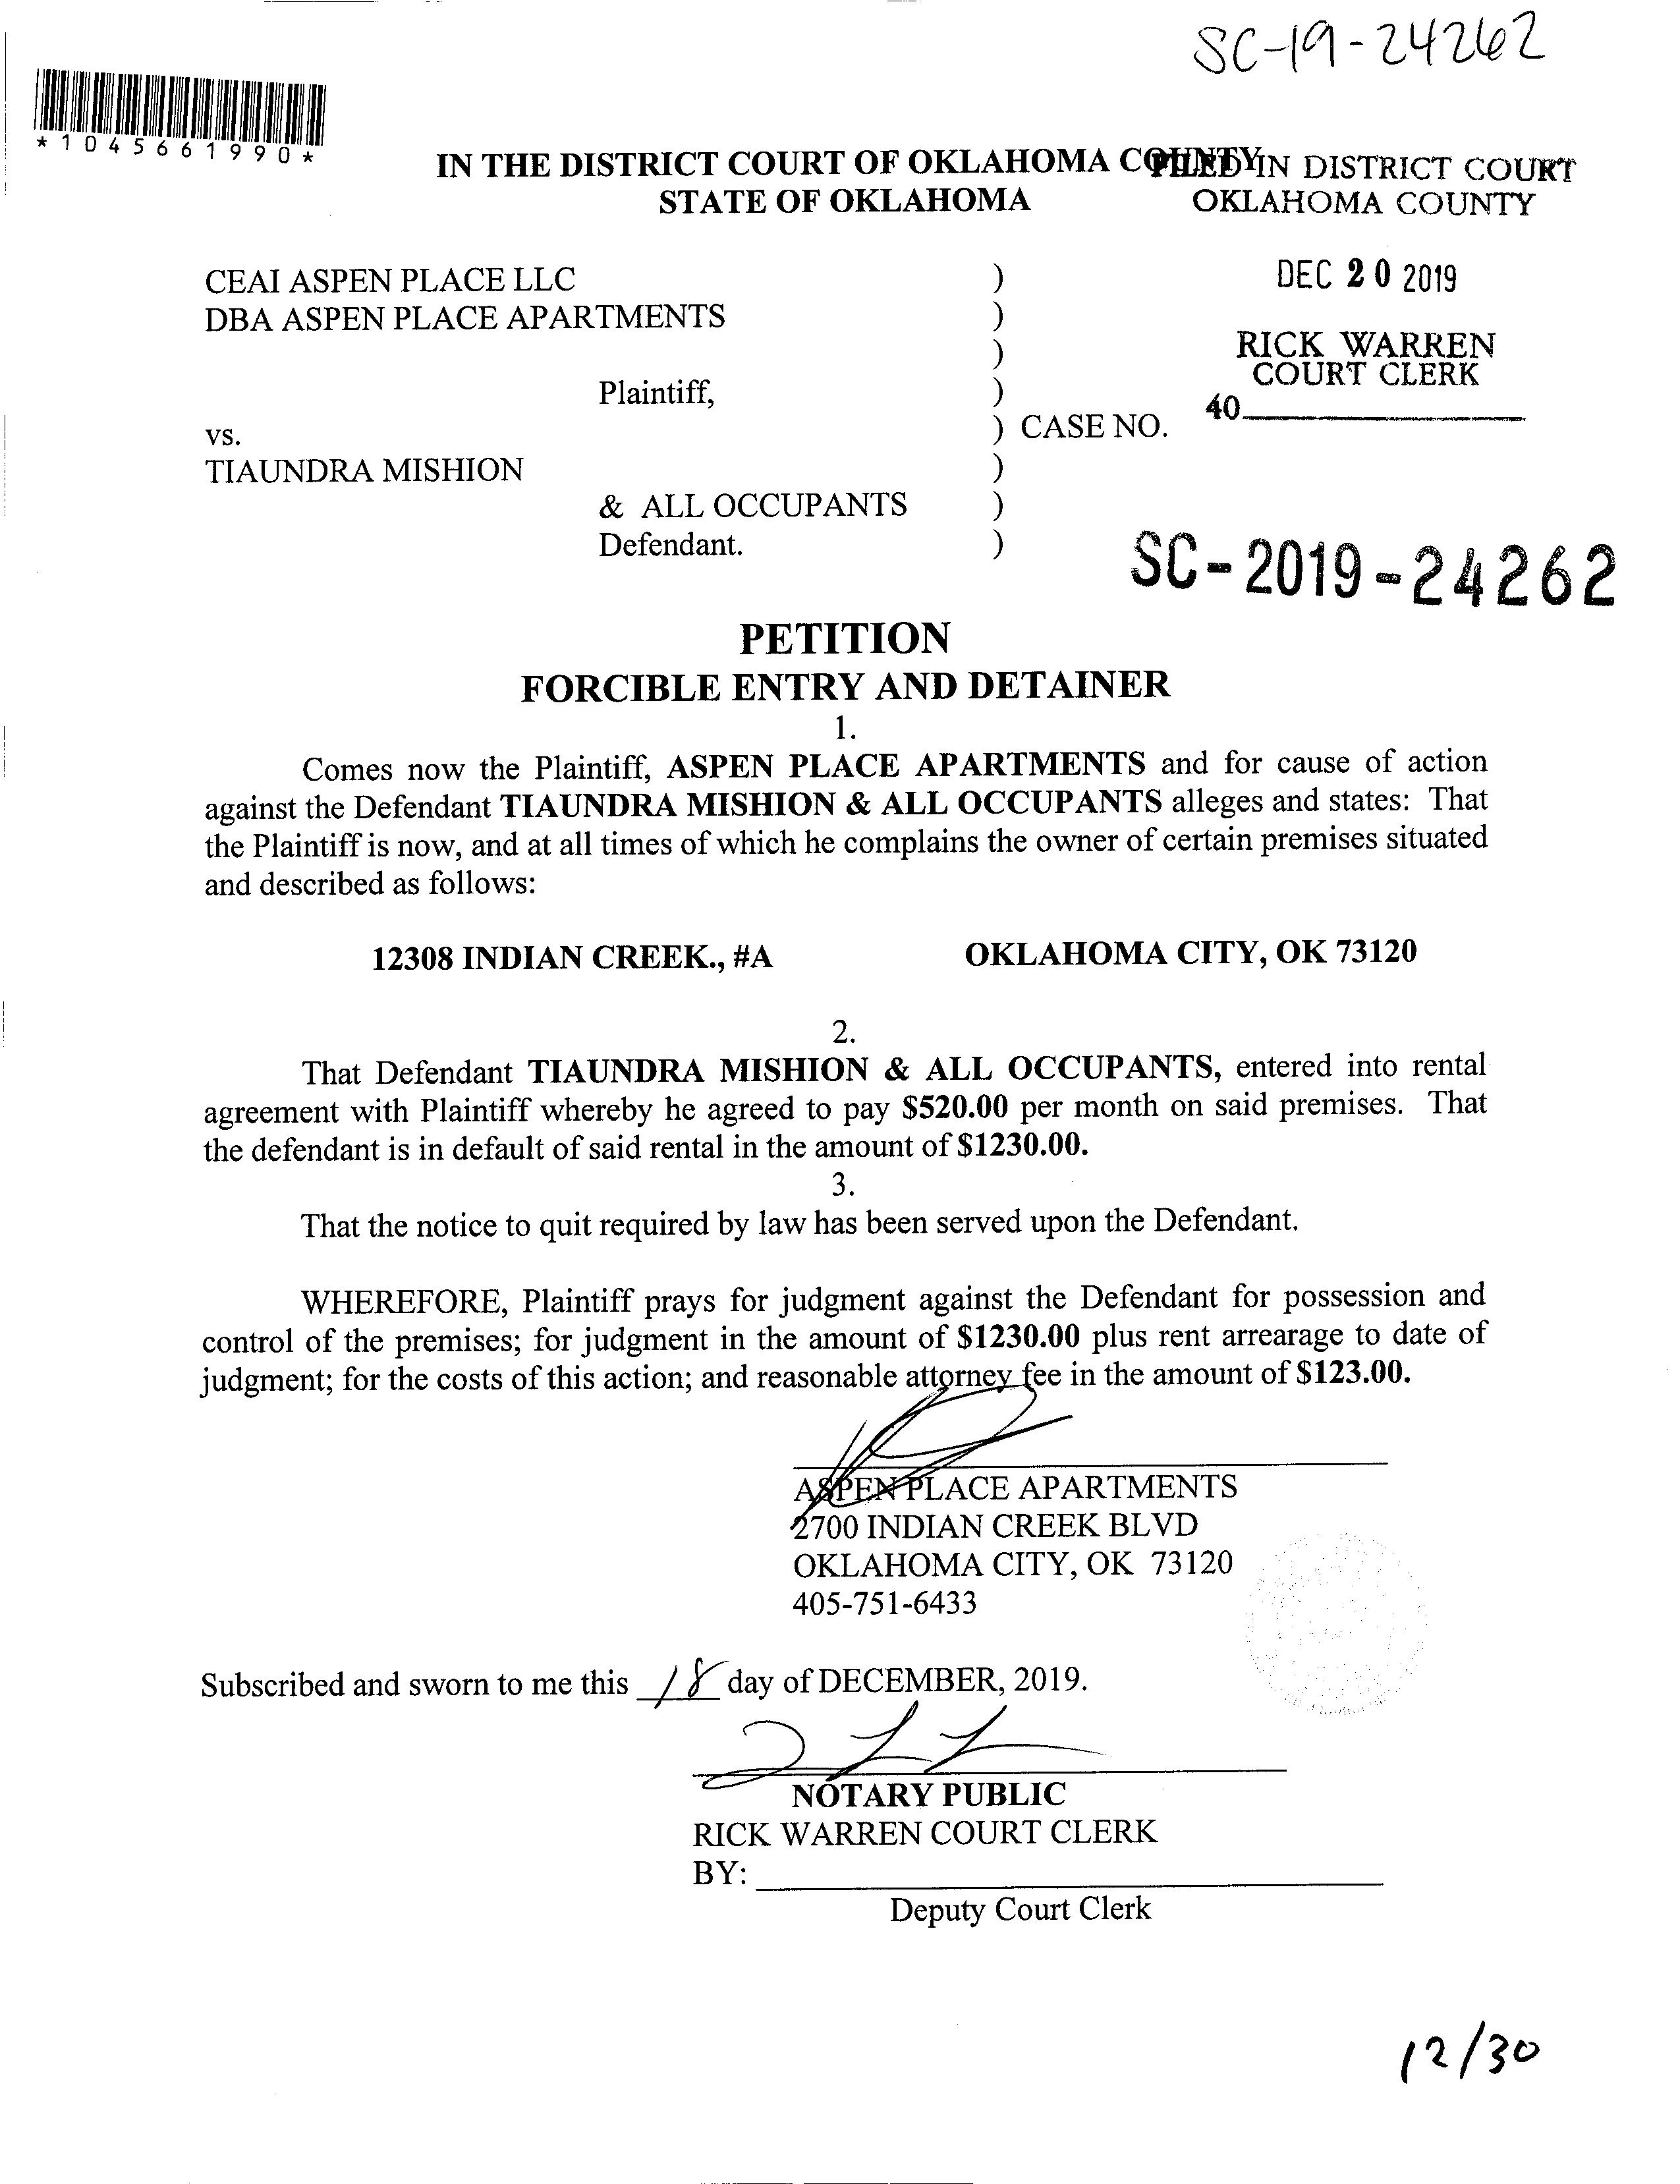 SC-19-24262
*1045661990*
IN THE DISTRICT COURT OF OKLAHOMA COUNTY
STATE OF OKLAHOMA
FILED IN DISTRICT COURT
OKLAHOMA COUNTY
DEC 20 2019
RICK WARREN
COURT CLERK
40
CEAI ASPEN PLACE LLC )
DBA ASPEN PLACE APARTMENTS )
)
Plaintiff, )
vs. ) CASE NO.
TIAUNDRA MISHION )
& ALL OCCUPANTS )
Defendant. )
SC-2019-24262
PETITION
FORCIBLE ENTRY AND DETAINER
1.
Comes now the Plaintiff, ASPEN PLACE APARTMENTS and for cause of action
against the Defendant TIAUNDRA MISHION & ALL OCCUPANTS alleges and states: That
the Plaintiff is now, and at all times of which he complains the owner of certain premises situated
and described as follows:
12308 INDIAN CREEK., #A OKLAHOMA CITY, OK 73120
2.
That Defendant TIAUNDRA MISHION & ALL OCCUPANTS, entered into rental
agreement with Plaintiff whereby he agreed to pay $520.00 per month on said premises. That
the defendant is in default of said rental in the amount of $1230.00.
3.
That the notice to quit required by law has been served upon the Defendant.
WHEREFORE, Plaintiff prays for judgment against the Defendant for possession and
control of the premises; for judgment in the amount of $1230.00 plus rent arrearage to date of
judgment; for the costs of this action; and reasonable attorney fee in the amount of $123.00.
ASPEN PLACE APARTMENTS
2700 INDIAN CREEK BLVD
OKLAHOMA CITY, OK 73120
405-751-6433
Subscribed and sworn to me this 18 day of DECEMBER, 2019.
NOTARY PUBLIC
RICK WARREN COURT CLERK
BY:
Deputy Court Clerk
12/30